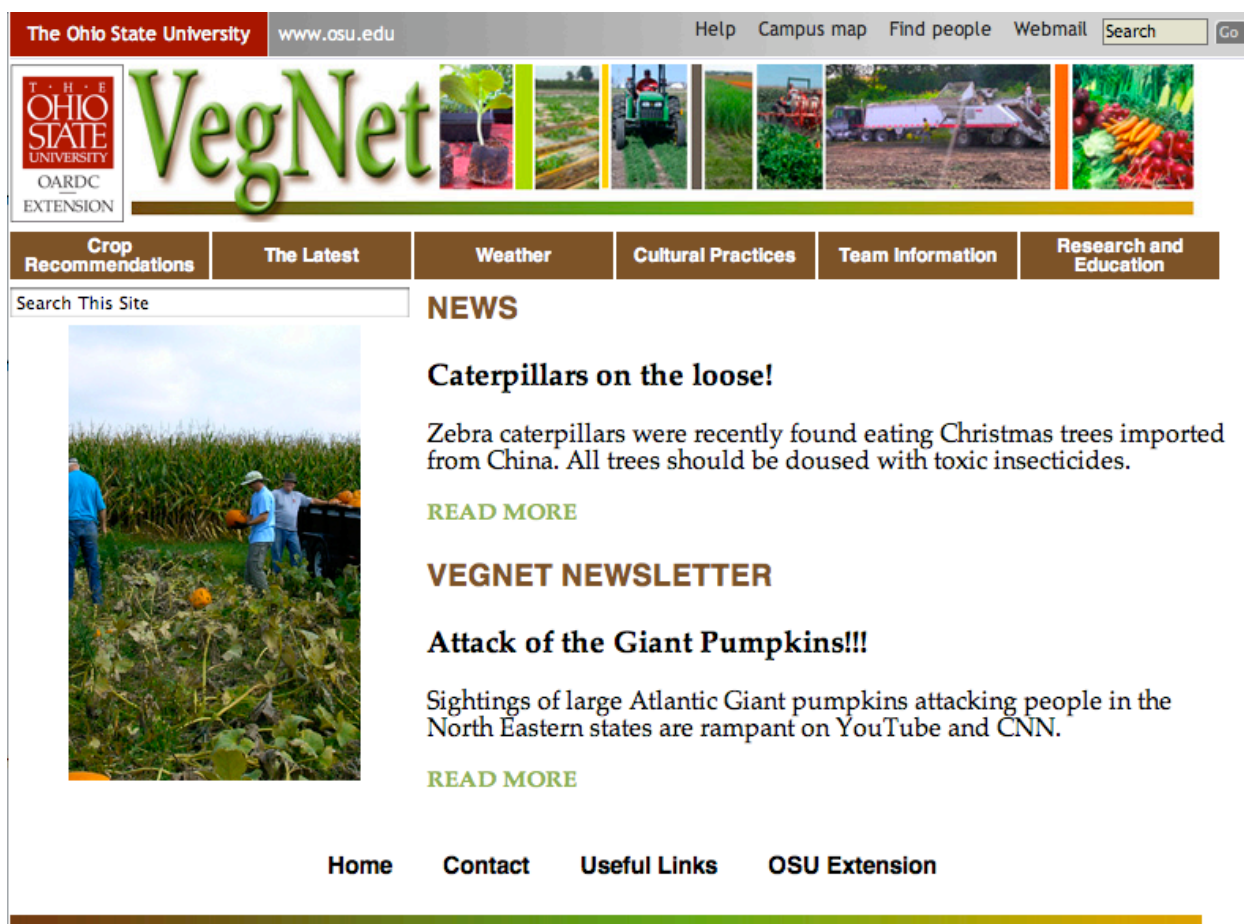 The Ohio State University www.osu.edu Help Campus map Find people Webmail Search Go
T · H · E
OHIO
STATE
UNIVERSITY
OARDC
EXTENSION
VegNet
Crop
Recommendations
The Latest
Weather
Cultural Practices
Team Information
Research and
Education
Search This Site
NEWS
Caterpillars on the loose!
Zebra caterpillars were recently found eating Christmas trees imported
from China. All trees should be doused with toxic insecticides.
READ MORE
VEGNET NEWSLETTER
Attack of the Giant Pumpkins!!!
Sightings of large Atlantic Giant pumpkins attacking people in the
North Eastern states are rampant on YouTube and CNN.
READ MORE
Home Contact Useful Links OSU Extension